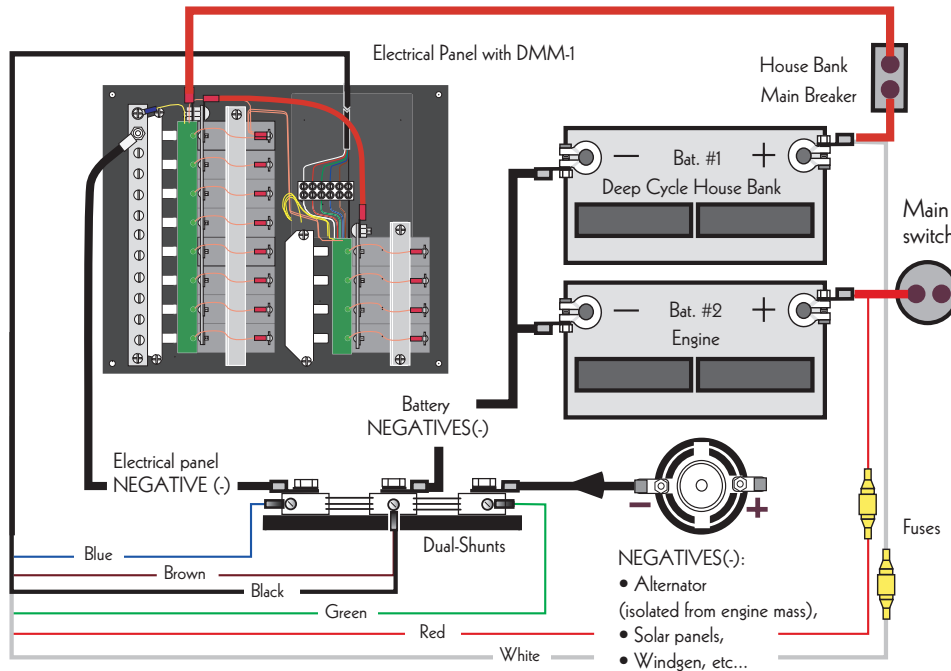 Electrical Panel with DMM-1
House Bank
Main Breaker
− Bat. #1 +
Deep Cycle House Bank
Main
switch
− Bat. #2 +
Engine
Battery
NEGATIVES(-)
Electrical panel
NEGATIVE (-)
− +
Dual-Shunts
Fuses
Blue
Brown
Black
Green
Red
White
NEGATIVES(-):
• Alternator
(isolated from engine mass),
• Solar panels,
• Windgen, etc...